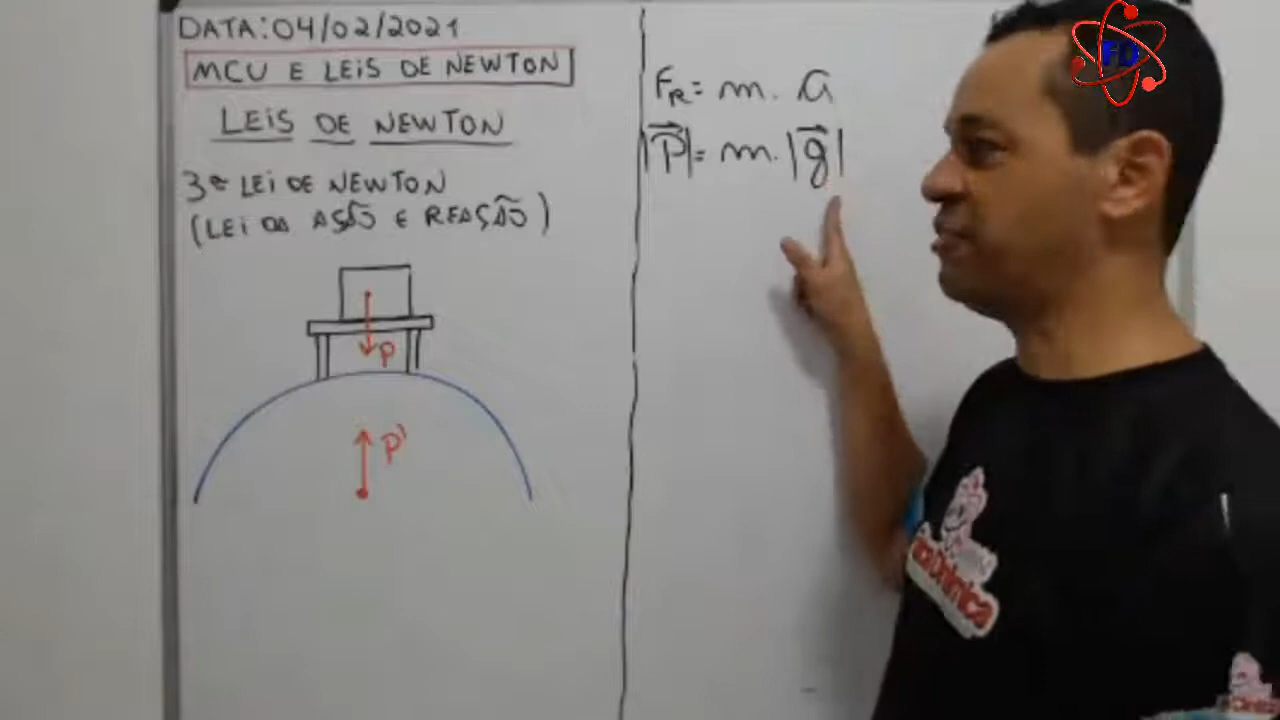 DATA: 04/02/2021
MCU E LEIS DE NEWTON
LEIS DE NEWTON
3ª LEI DE NEWTON
(LEI DA AÇÃO E REAÇÃO)
P
P'
F_R = m. a
|P⃗| = m. |g⃗|
FD